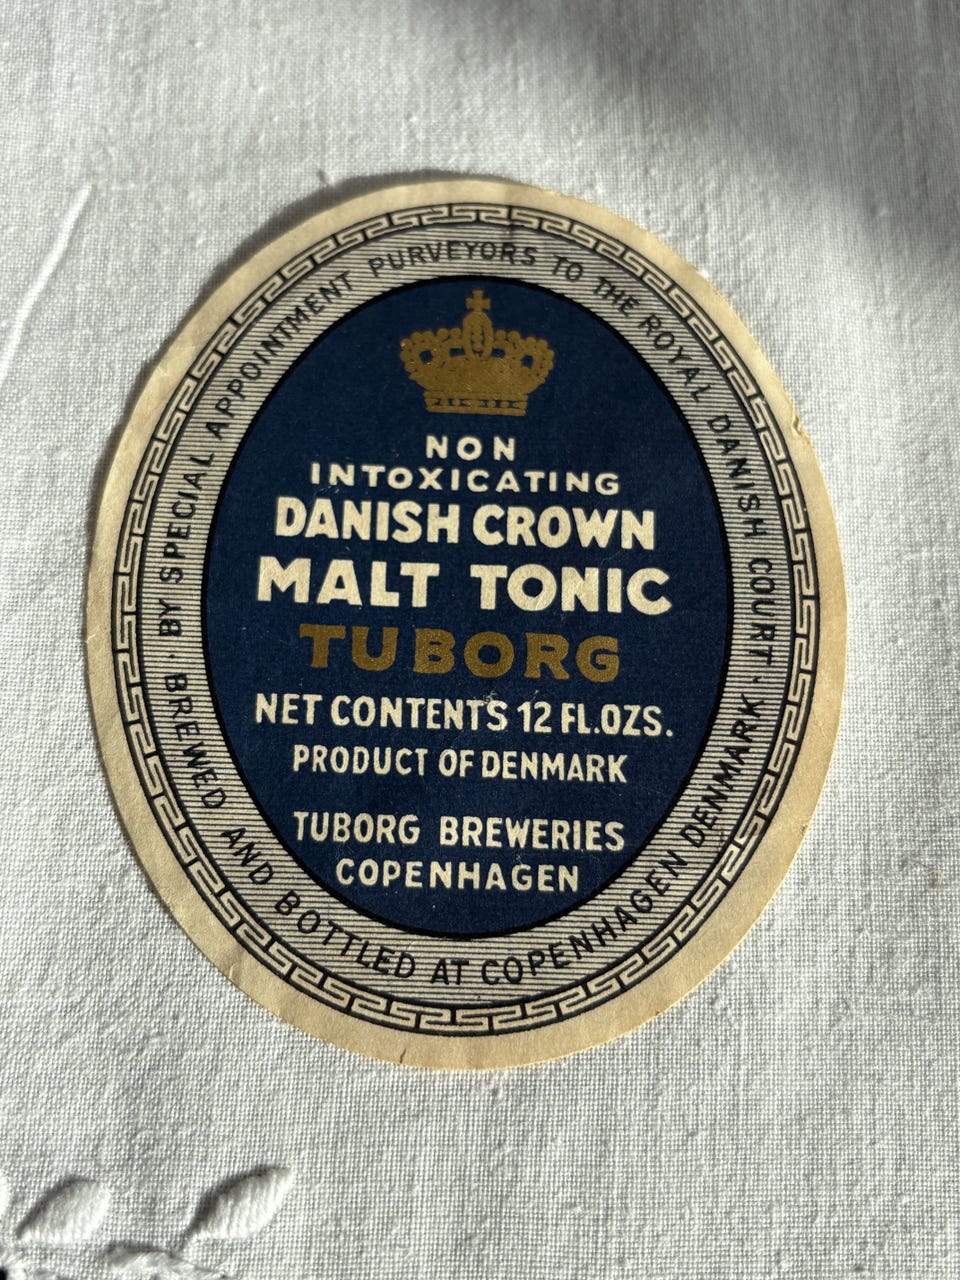 BY SPECIAL APPOINTMENT PURVEYORS TO THE ROYAL DANISH COURT
NON
INTOXICATING
DANISH CROWN
MALT TONIC
TUBORG
NET CONTENTS 12 FL.OZS.
PRODUCT OF DENMARK
TUBORG BREWERIES
COPENHAGEN
· BREWED AND BOTTLED AT COPENHAGEN DENMARK ·